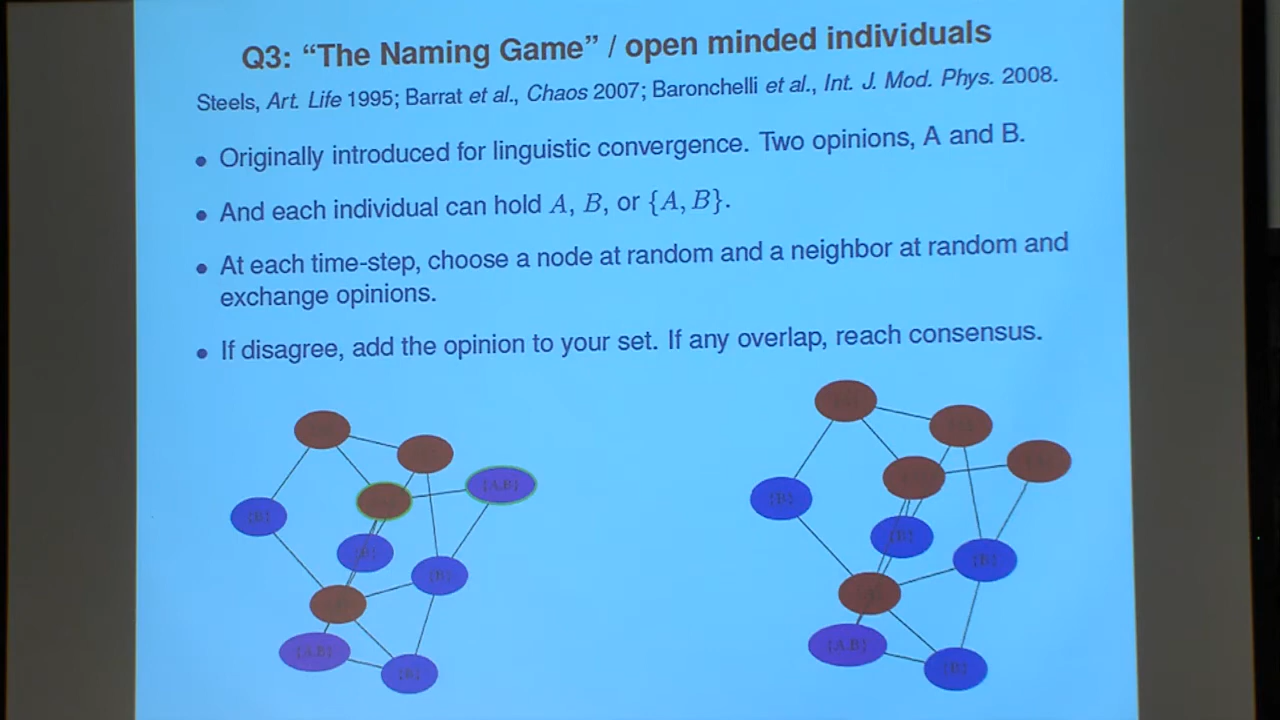 Q3: “The Naming Game” / open minded individuals
Steels, Art. Life 1995; Barrat et al., Chaos 2007; Baronchelli et al., Int. J. Mod. Phys. 2008.
• Originally introduced for linguistic convergence. Two opinions, A and B.
• And each individual can hold A, B, or {A, B}.
• At each time-step, choose a node at random and a neighbor at random and
exchange opinions.
• If disagree, add the opinion to your set. If any overlap, reach consensus.
{A,B}
{B}
{B}
{B}
{A,B}
{B}
{B}
{B}
{B}
{A,B}
{B}